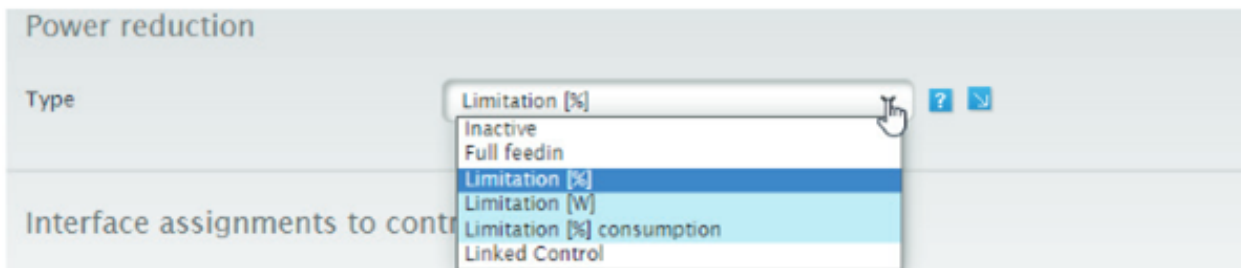 Power reduction
Type
Limitation [%]
?
Inactive
Full feedin
Limitation [%]
Limitation [W]
Limitation [%] consumption
Linked Control
Interface assignments to contr